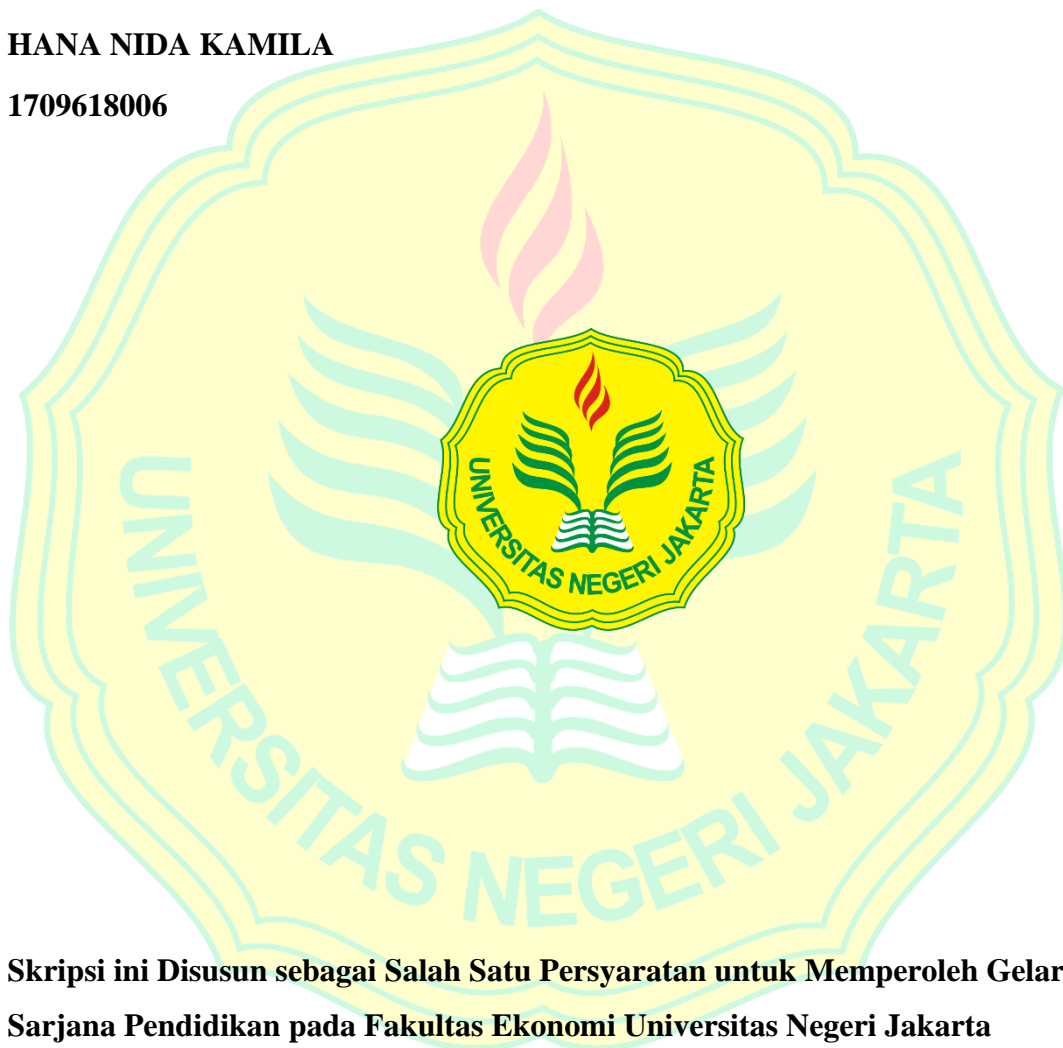 HANA NIDA KAMILA
1709618006
UNIVERSITAS NEGERI JAKARTA
UNIVERSITAS NEGERI JAKARTA
Skripsi ini Disusun sebagai Salah Satu Persyaratan untuk Memperoleh Gelar
Sarjana Pendidikan pada Fakultas Ekonomi Universitas Negeri Jakarta